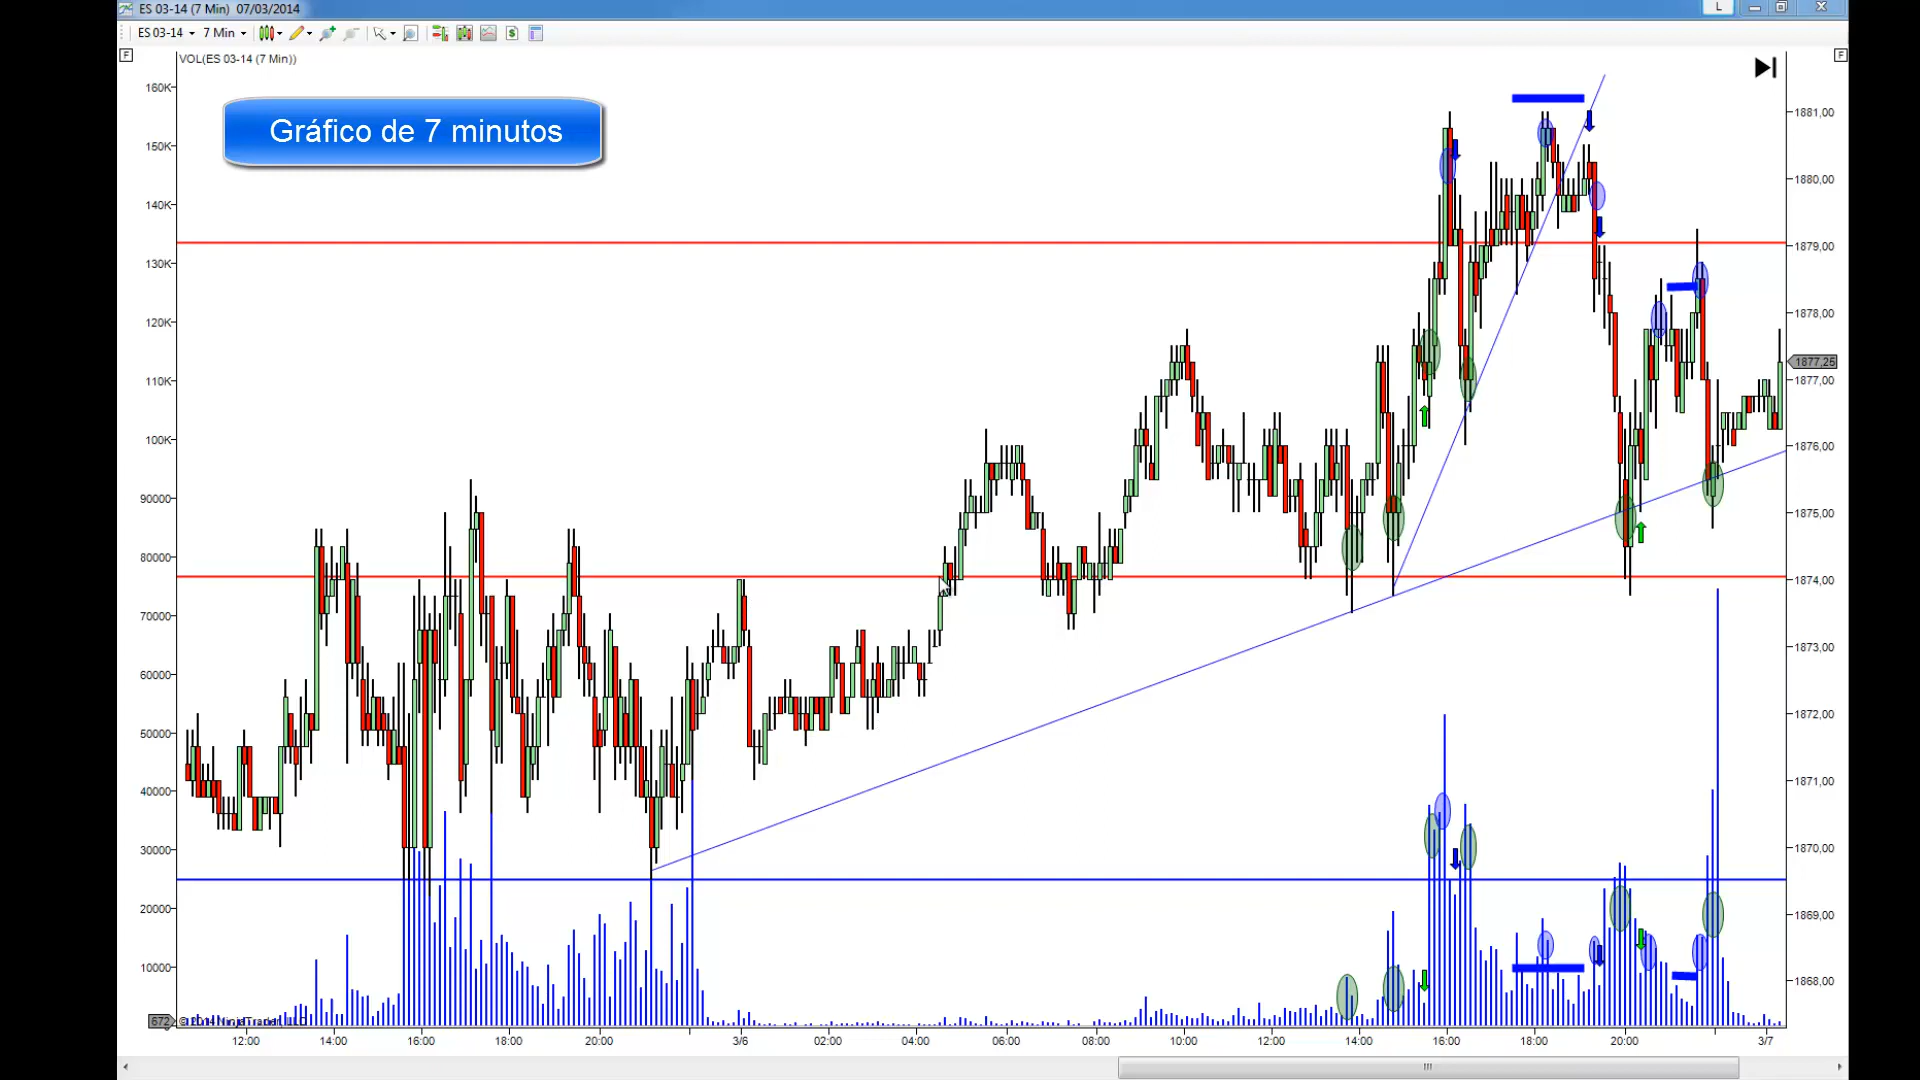 ES 03-14 (7 Min) 07/03/2014
L
ES 03-14 7 Min
F
VOL(ES 03-14 (7 Min))
F
Gráfico de 7 minutos
160K
150K
140K
130K
120K
110K
100K
90000
80000
70000
60000
50000
40000
30000
20000
10000
672
1881,00
1880,00
1879,00
1878,00
1877,25
1877,00
1876,00
1875,00
1874,00
1873,00
1872,00
1871,00
1870,00
1869,00
1868,00
© 2014 NinjaTrader, LLC
12:00 14:00 16:00 18:00 20:00 3/6 02:00 04:00 06:00 08:00 10:00 12:00 14:00 16:00 18:00 20:00 3/7